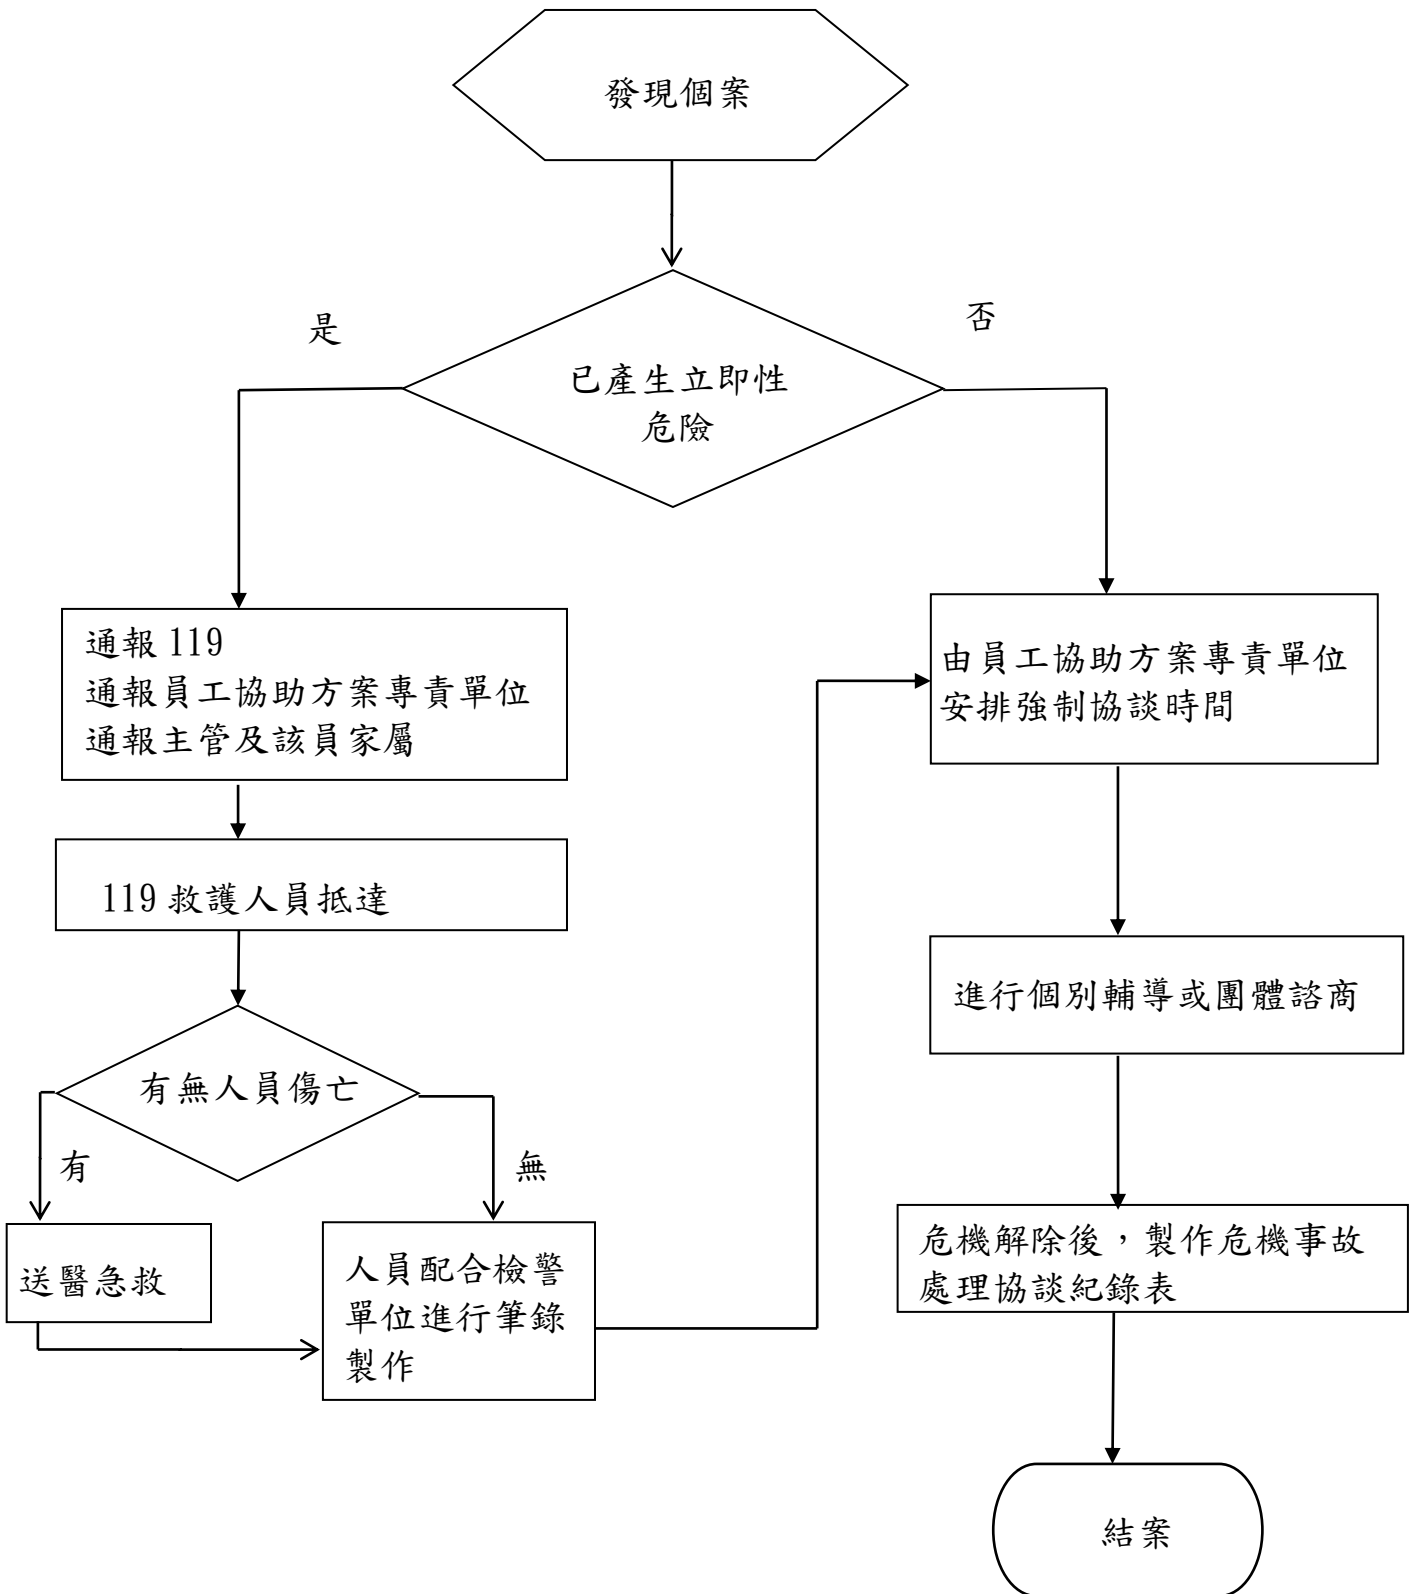 發現個案
是
否
已產生立即性
危險
通報 119
通報員工協助方案專責單位
通報主管及該員家屬
119 救護人員抵達
有無人員傷亡
有
無
送醫急救
人員配合檢警
單位進行筆錄
製作
由員工協助方案專責單位
安排強制協談時間
進行個別輔導或團體諮商
危機解除後，製作危機事故
處理協談紀錄表
結案